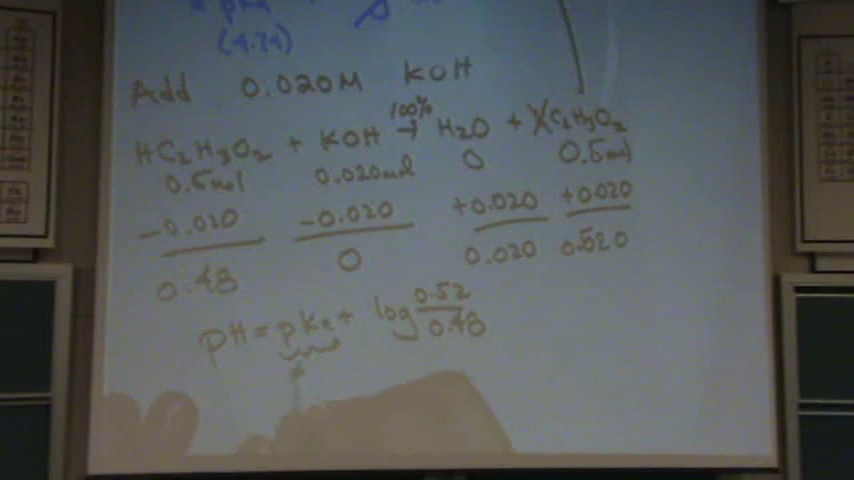 = pKa
(4.74)
Add 0.020M KOH
HC₂H₃O₂ + KOH 100% → H₂O + XC₂H₃O₂
0.5mol 0.020mol 0 0.5mol
-0.020 -0.020 +0.020 +0.020
0.48 0 0.020 0.520
pH = pKa + log 0.52
0.48